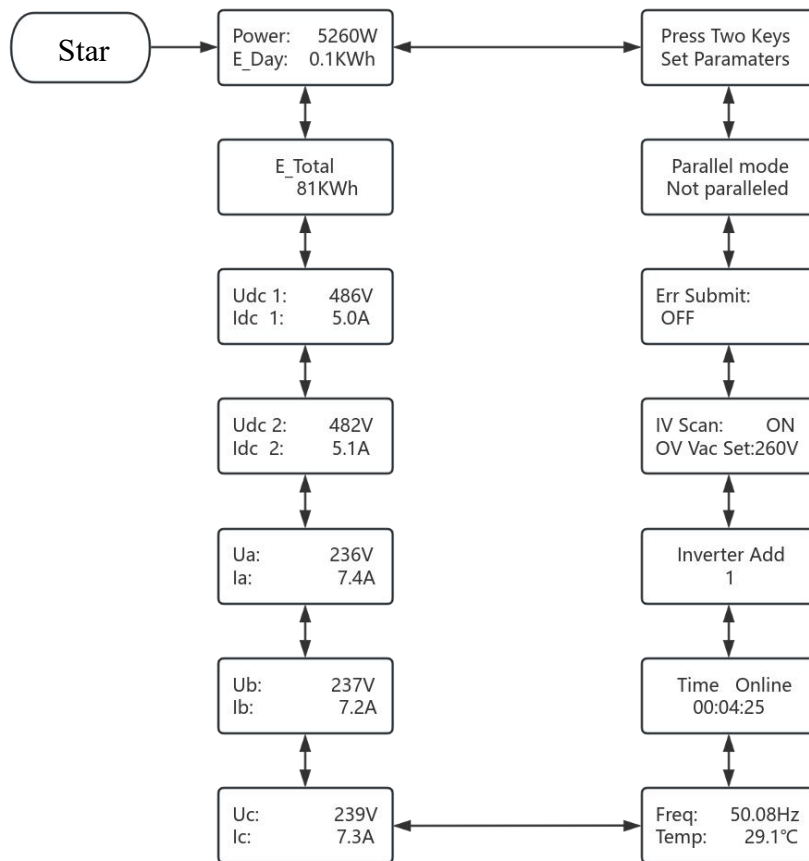 Star
Power: 5260W
E_Day: 0.1KWh
E_Total
81KWh
Udc 1: 486V
Idc 1: 5.0A
Udc 2: 482V
Idc 2: 5.1A
Ua: 236V
Ia: 7.4A
Ub: 237V
Ib: 7.2A
Uc: 239V
Ic: 7.3A
Press Two Keys
Set Paramaters
Parallel mode
Not paralleled
Err Submit:
OFF
IV Scan: ON
OV Vac Set:260V
Inverter Add
1
Time Online
00:04:25
Freq: 50.08Hz
Temp: 29.1℃